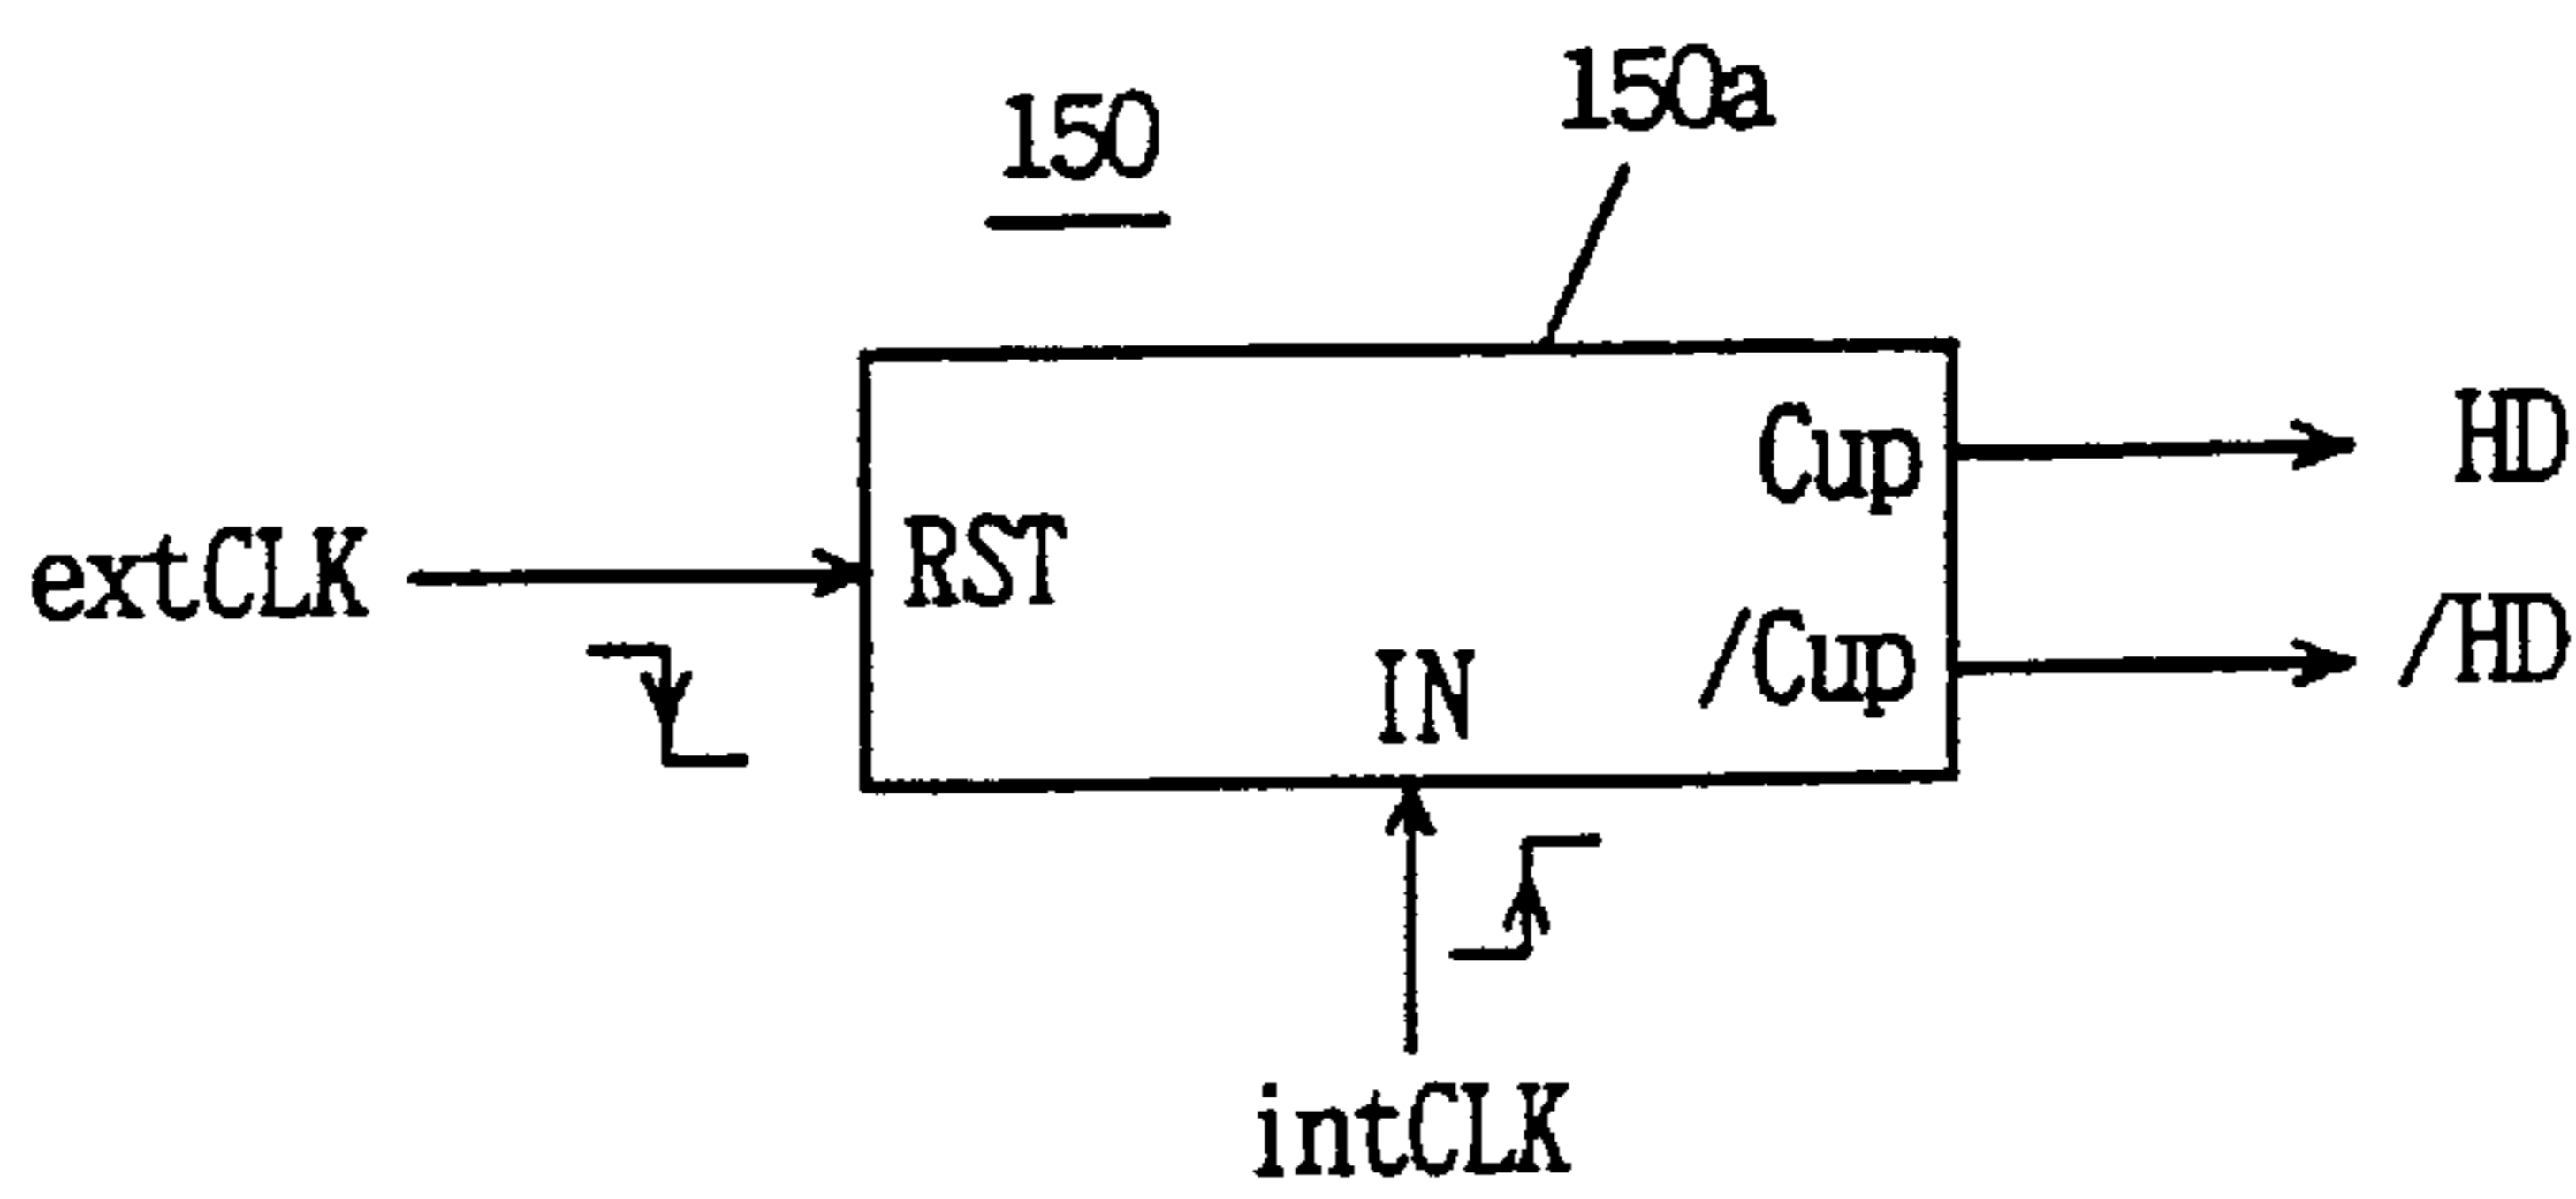 150
150a
Cup
HD
extCLK
RST
/Cup
/HD
IN
intCLK